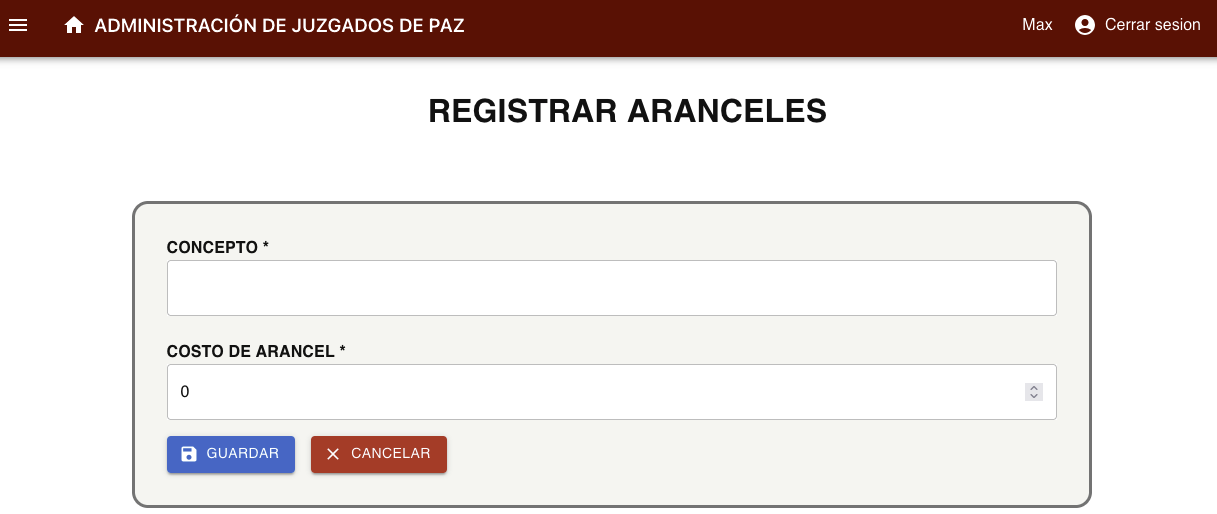 ADMINISTRACIÓN DE JUZGADOS DE PAZ Max Cerrar sesion
REGISTRAR ARANCELES
CONCEPTO *
COSTO DE ARANCEL *
0
GUARDAR CANCELAR